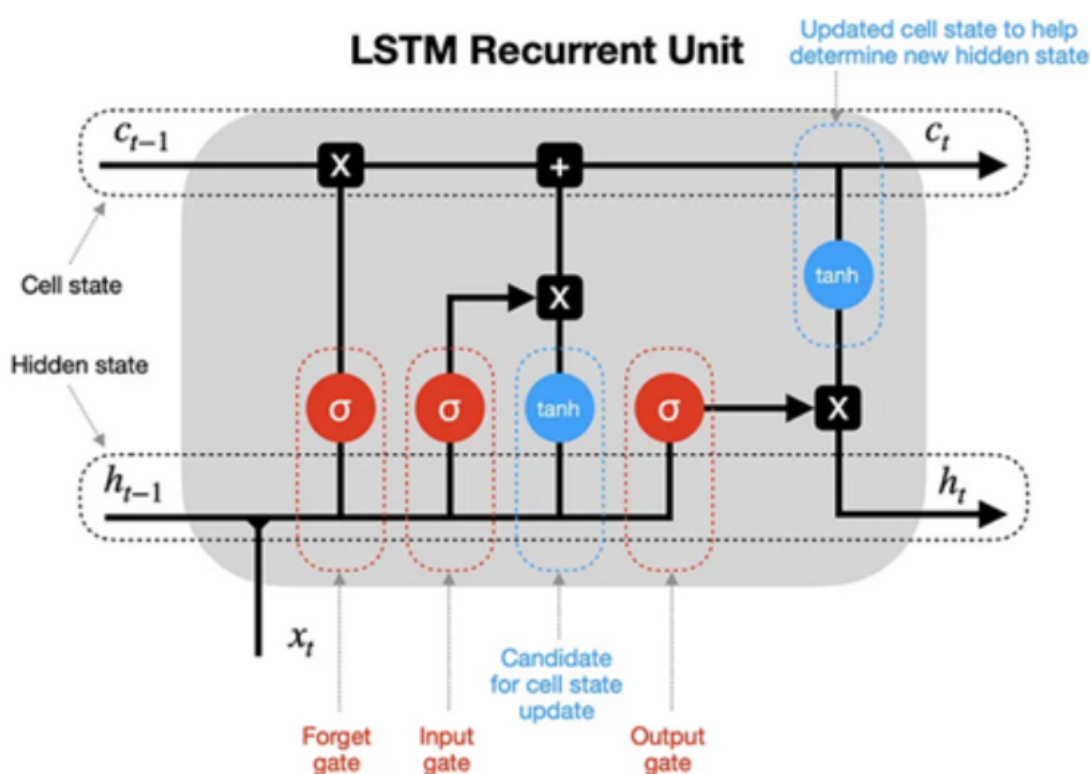 Updated cell state to help
determine new hidden state
LSTM Recurrent Unit
c_{t-1}
c_t
X
+
Cell state
tanh
X
Hidden state
σ
σ
tanh
σ
X
h_{t-1}
h_t
x_t
Candidate
for cell state
update
Forget
gate
Input
gate
Output
gate